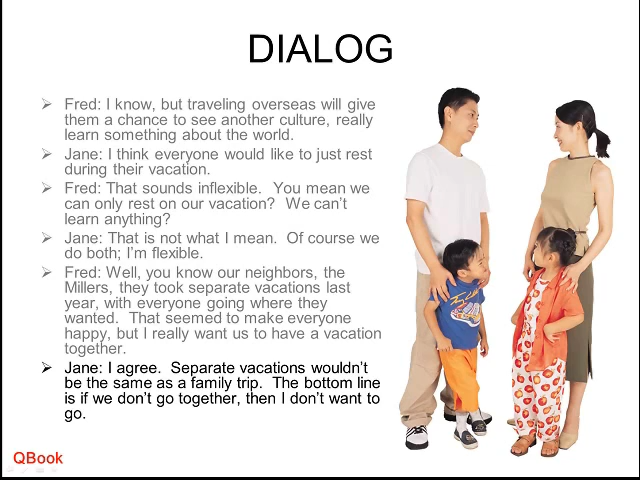 DIALOG
Fred: I know, but traveling overseas will give
them a chance to see another culture, really
learn something about the world.
Jane: I think everyone would like to just rest
during their vacation.
Fred: That sounds inflexible.  You mean we
can only rest on our vacation?  We can't
learn anything?
Jane: That is not what I mean.  Of course we
do both; I'm flexible.
Fred: Well, you know our neighbors, the
Millers, they took separate vacations last
year, with everyone going where they
wanted.  That seemed to make everyone
happy, but I really want us to have a vacation
together.
Jane: I agree.  Separate vacations wouldn't
be the same as a family trip.  The bottom line
is if we don't go together, then I don't want to
go.
QBook